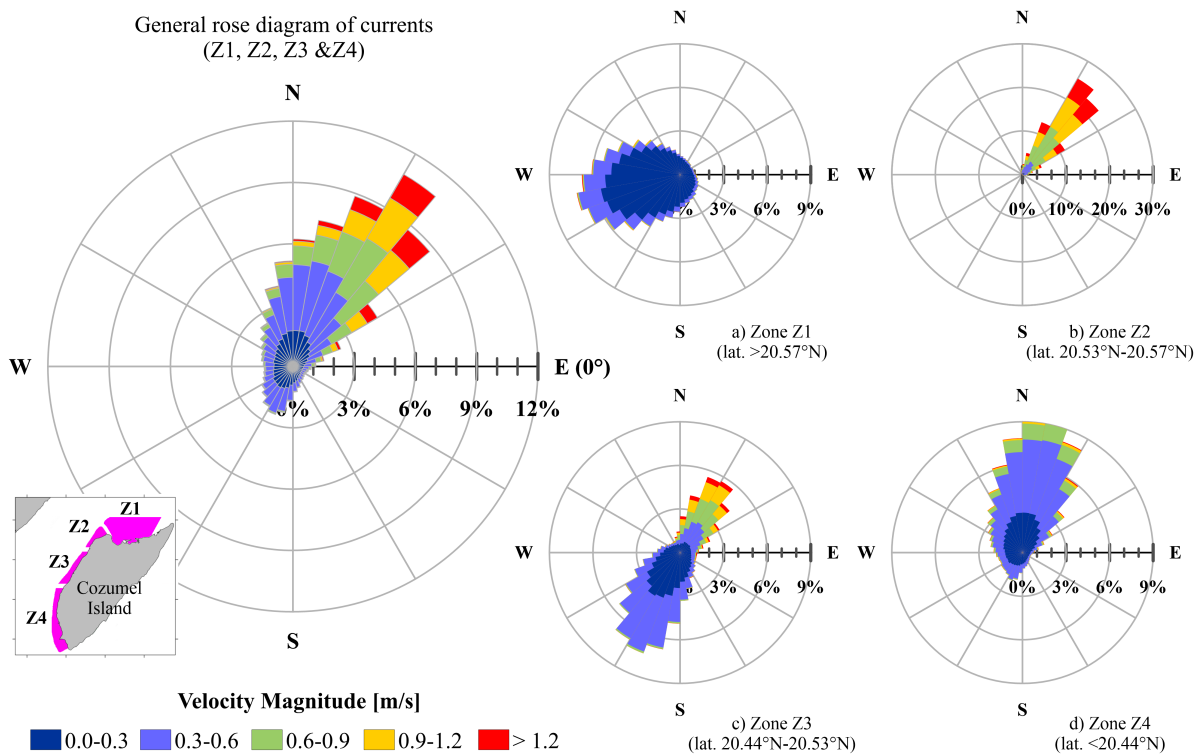 General rose diagram of currents
(Z1, Z2, Z3 &Z4)
N
W
E (0°)
0%
3%
6%
9%
12%
S
Z1
Z2
Z3
Z4
Cozumel
Island
Velocity Magnitude [m/s]
0.0-0.3
0.3-0.6
0.6-0.9
0.9-1.2
> 1.2
N
W
E
%
3%
6%
9%
S
a) Zone Z1
(lat. >20.57°N)
N
W
E
0%
10%
20%
30%
S
b) Zone Z2
(lat. 20.53°N-20.57°N)
N
W
E
%
3%
6%
9%
S
c) Zone Z3
(lat. 20.44°N-20.53°N)
N
W
E
0%
3%
6%
9%
S
d) Zone Z4
(lat. <20.44°N)